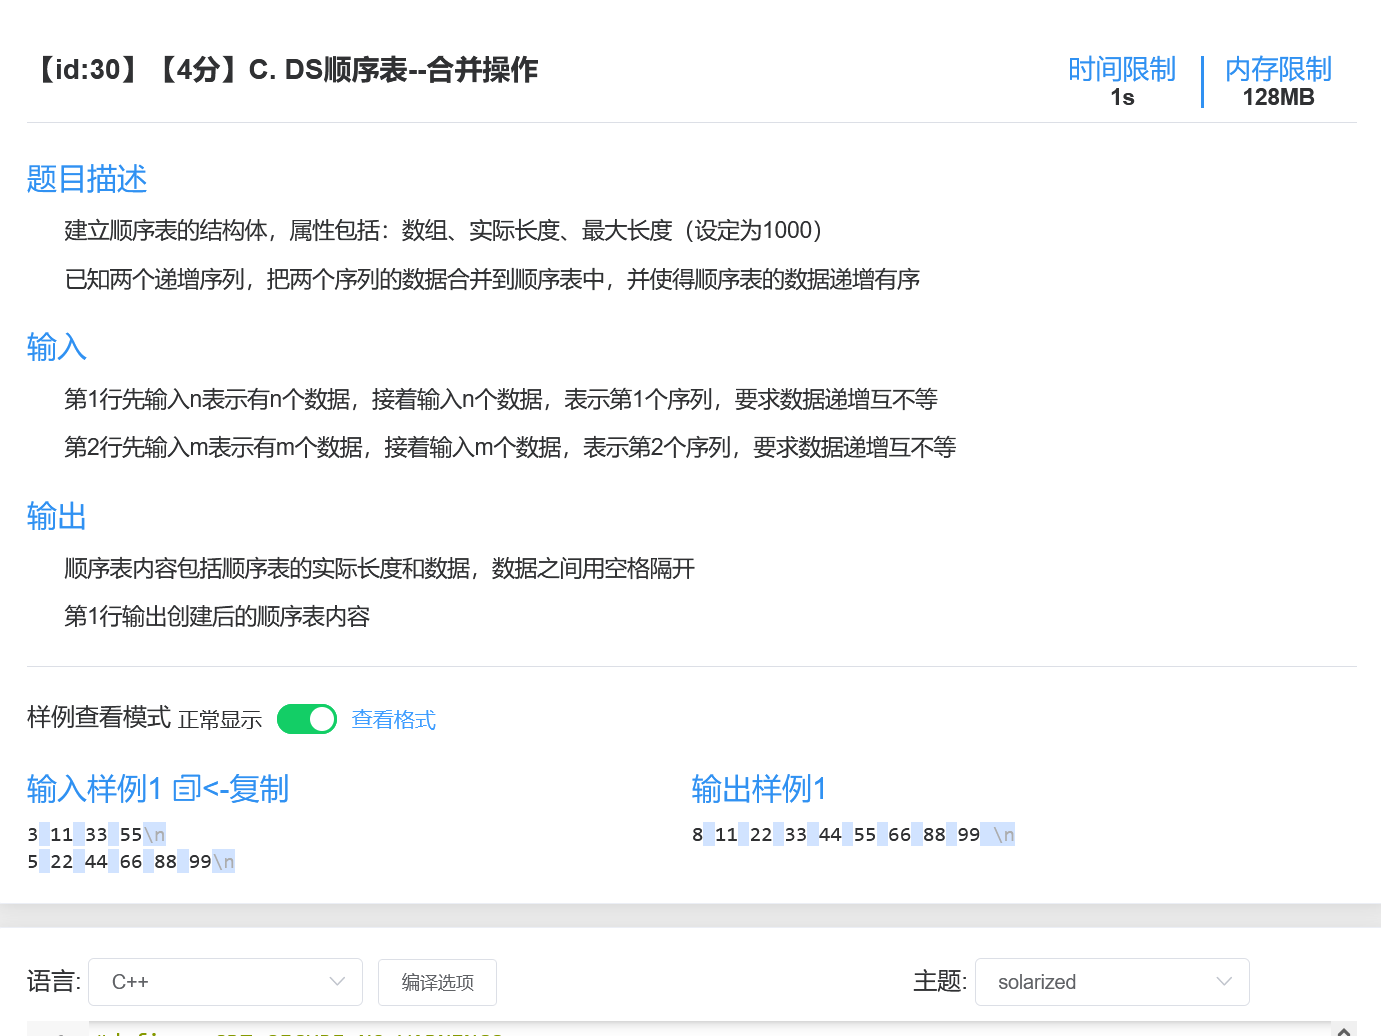 【id:30】【4分】C. DS顺序表--合并操作
时间限制
1s
内存限制
128MB
题目描述
建立顺序表的结构体，属性包括：数组、实际长度、最大长度（设定为1000）
已知两个递增序列，把两个序列的数据合并到顺序表中，并使得顺序表的数据递增有序
输入
第1行先输入n表示有n个数据，接着输入n个数据，表示第1个序列，要求数据递增互不等
第2行先输入m表示有m个数据，接着输入m个数据，表示第2个序列，要求数据递增互不等
输出
顺序表内容包括顺序表的实际长度和数据，数据之间用空格隔开
第1行输出创建后的顺序表内容
样例查看模式 正常显示 查看格式
输入样例1 <-复制
3 11 33 55\n
5 22 44 66 88 99\n
输出样例1
8 11 22 33 44 55 66 88 99 \n
语言: C++ 编译选项
主题: solarized